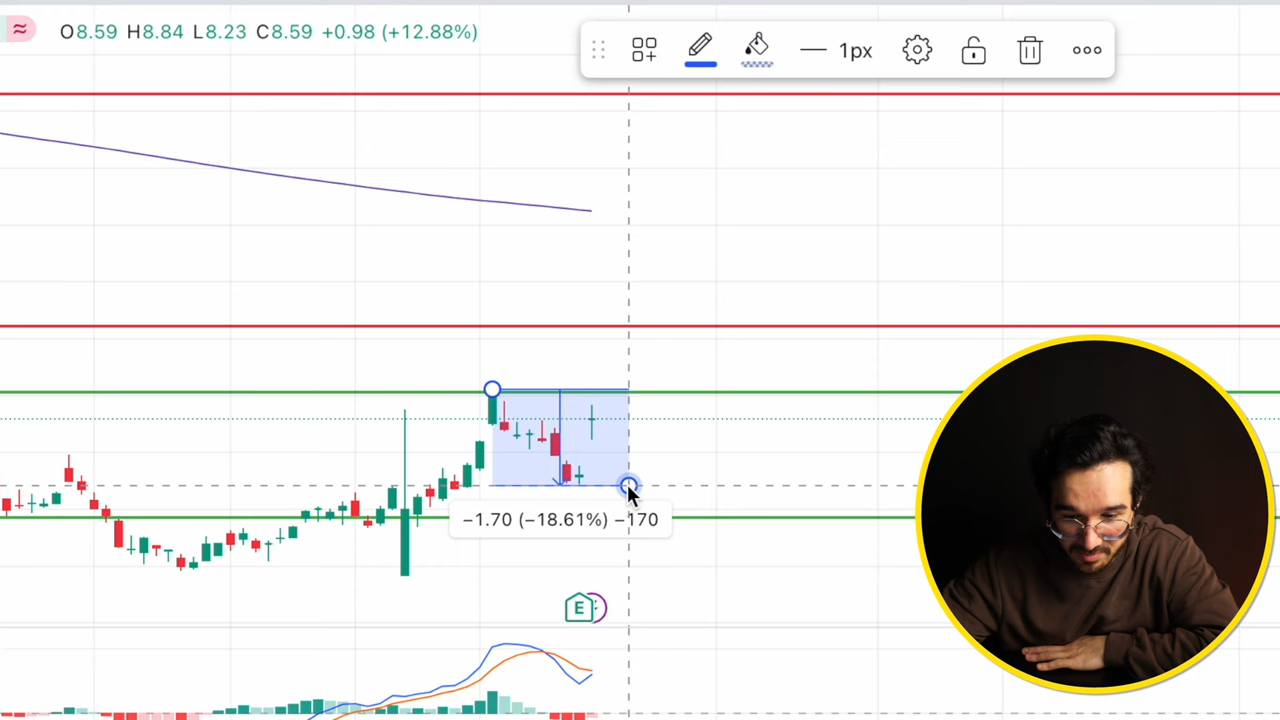 O8.59 H8.84 L8.23 C8.59 +0.98 (+12.88%)
1px
−1.70 (−18.61%) −170
E